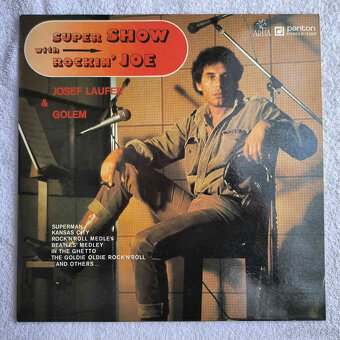 SUPER SHOW
with
ROCKIN' JOE
ARTIA
panton
JOSEF LAUFER
&
GOLEM
SUPERMAN
KANSAS CITY
ROCK'N'ROLL MEDLEY
BEATLES' MEDLEY
IN THE GHETTO
THE GOLDIE OLDIE ROCK'N'ROLL
AND OTHERS ...